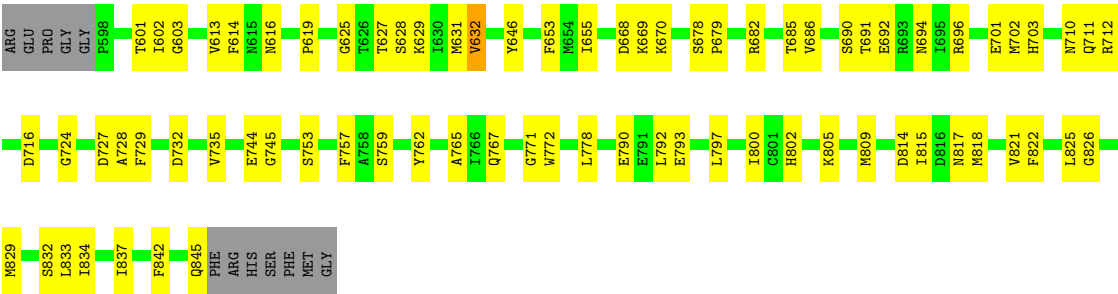 ARG GLU PRO GLY GLY P598 T601 I602 G603 V613 F614 N615 N616 P619 G625 T626 T627 S628 K629 I630 M631 V632 Y646 F653 M654 I655 D668 K669 K670 S678 P679 R682 T685 V686 S690 T691 E692 R693 N694 I695 R696 E701 M702 H703 N710 Q711 R712
D716 G724 D727 A728 F729 D732 V735 E744 G745 S753 F757 A758 S759 Y762 A765 I766 Q767 G771 W772 L778 E790 E791 L792 E793 L797 I800 C801 H802 K805 M809 D814 I815 D816 N817 M818 V821 F822 L825 G826
M829 S832 L833 I834 I837 F842 Q845 PHE ARG HIS SER PHE MET GLY